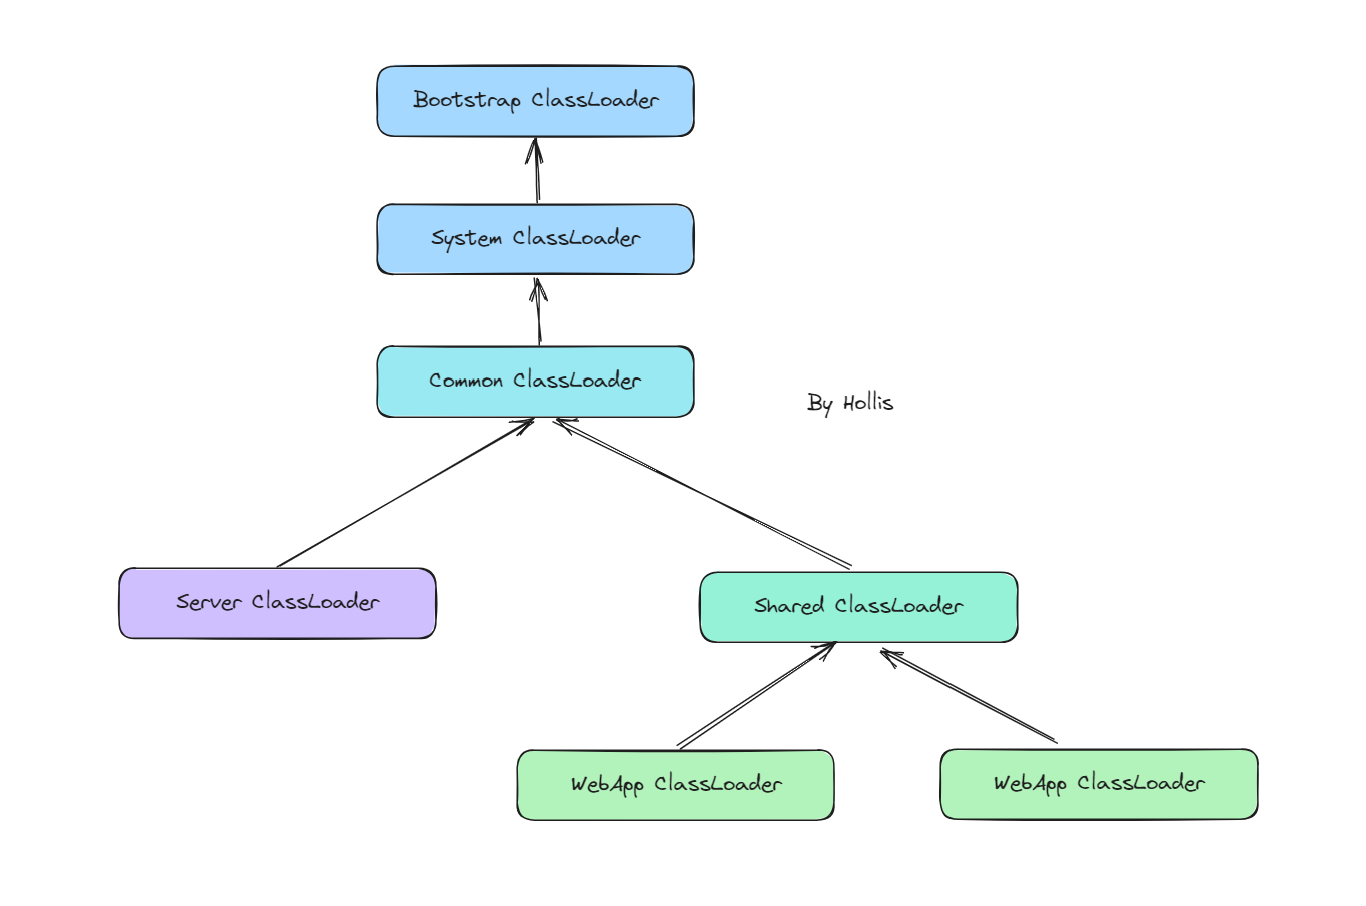 Bootstrap ClassLoader
System ClassLoader
Common ClassLoader
By Hollis
Server ClassLoader
Shared ClassLoader
WebApp ClassLoader
WebApp ClassLoader